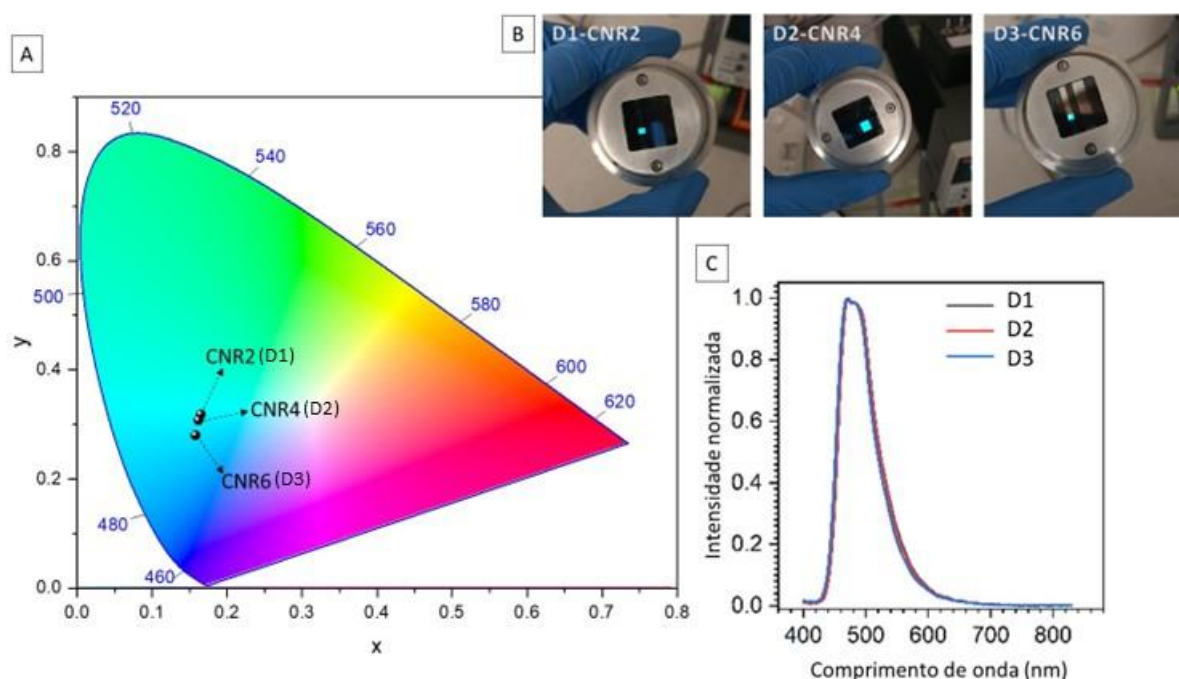 A
B
D1-CNR2
D2-CNR4
D3-CNR6
520
540
560
500
580
600
620
480
460
CNR2 (D1)
CNR4 (D2)
CNR6 (D3)
0.8
0.6
0.4
0.2
0.0
y
0.0 0.1 0.2 0.3 0.4 0.5 0.6 0.7 0.8
x
C
D1
D2
D3
1.0
0.8
0.6
0.4
0.2
0.0
Intensidade normalizada
400 500 600 700 800
Comprimento de onda (nm)